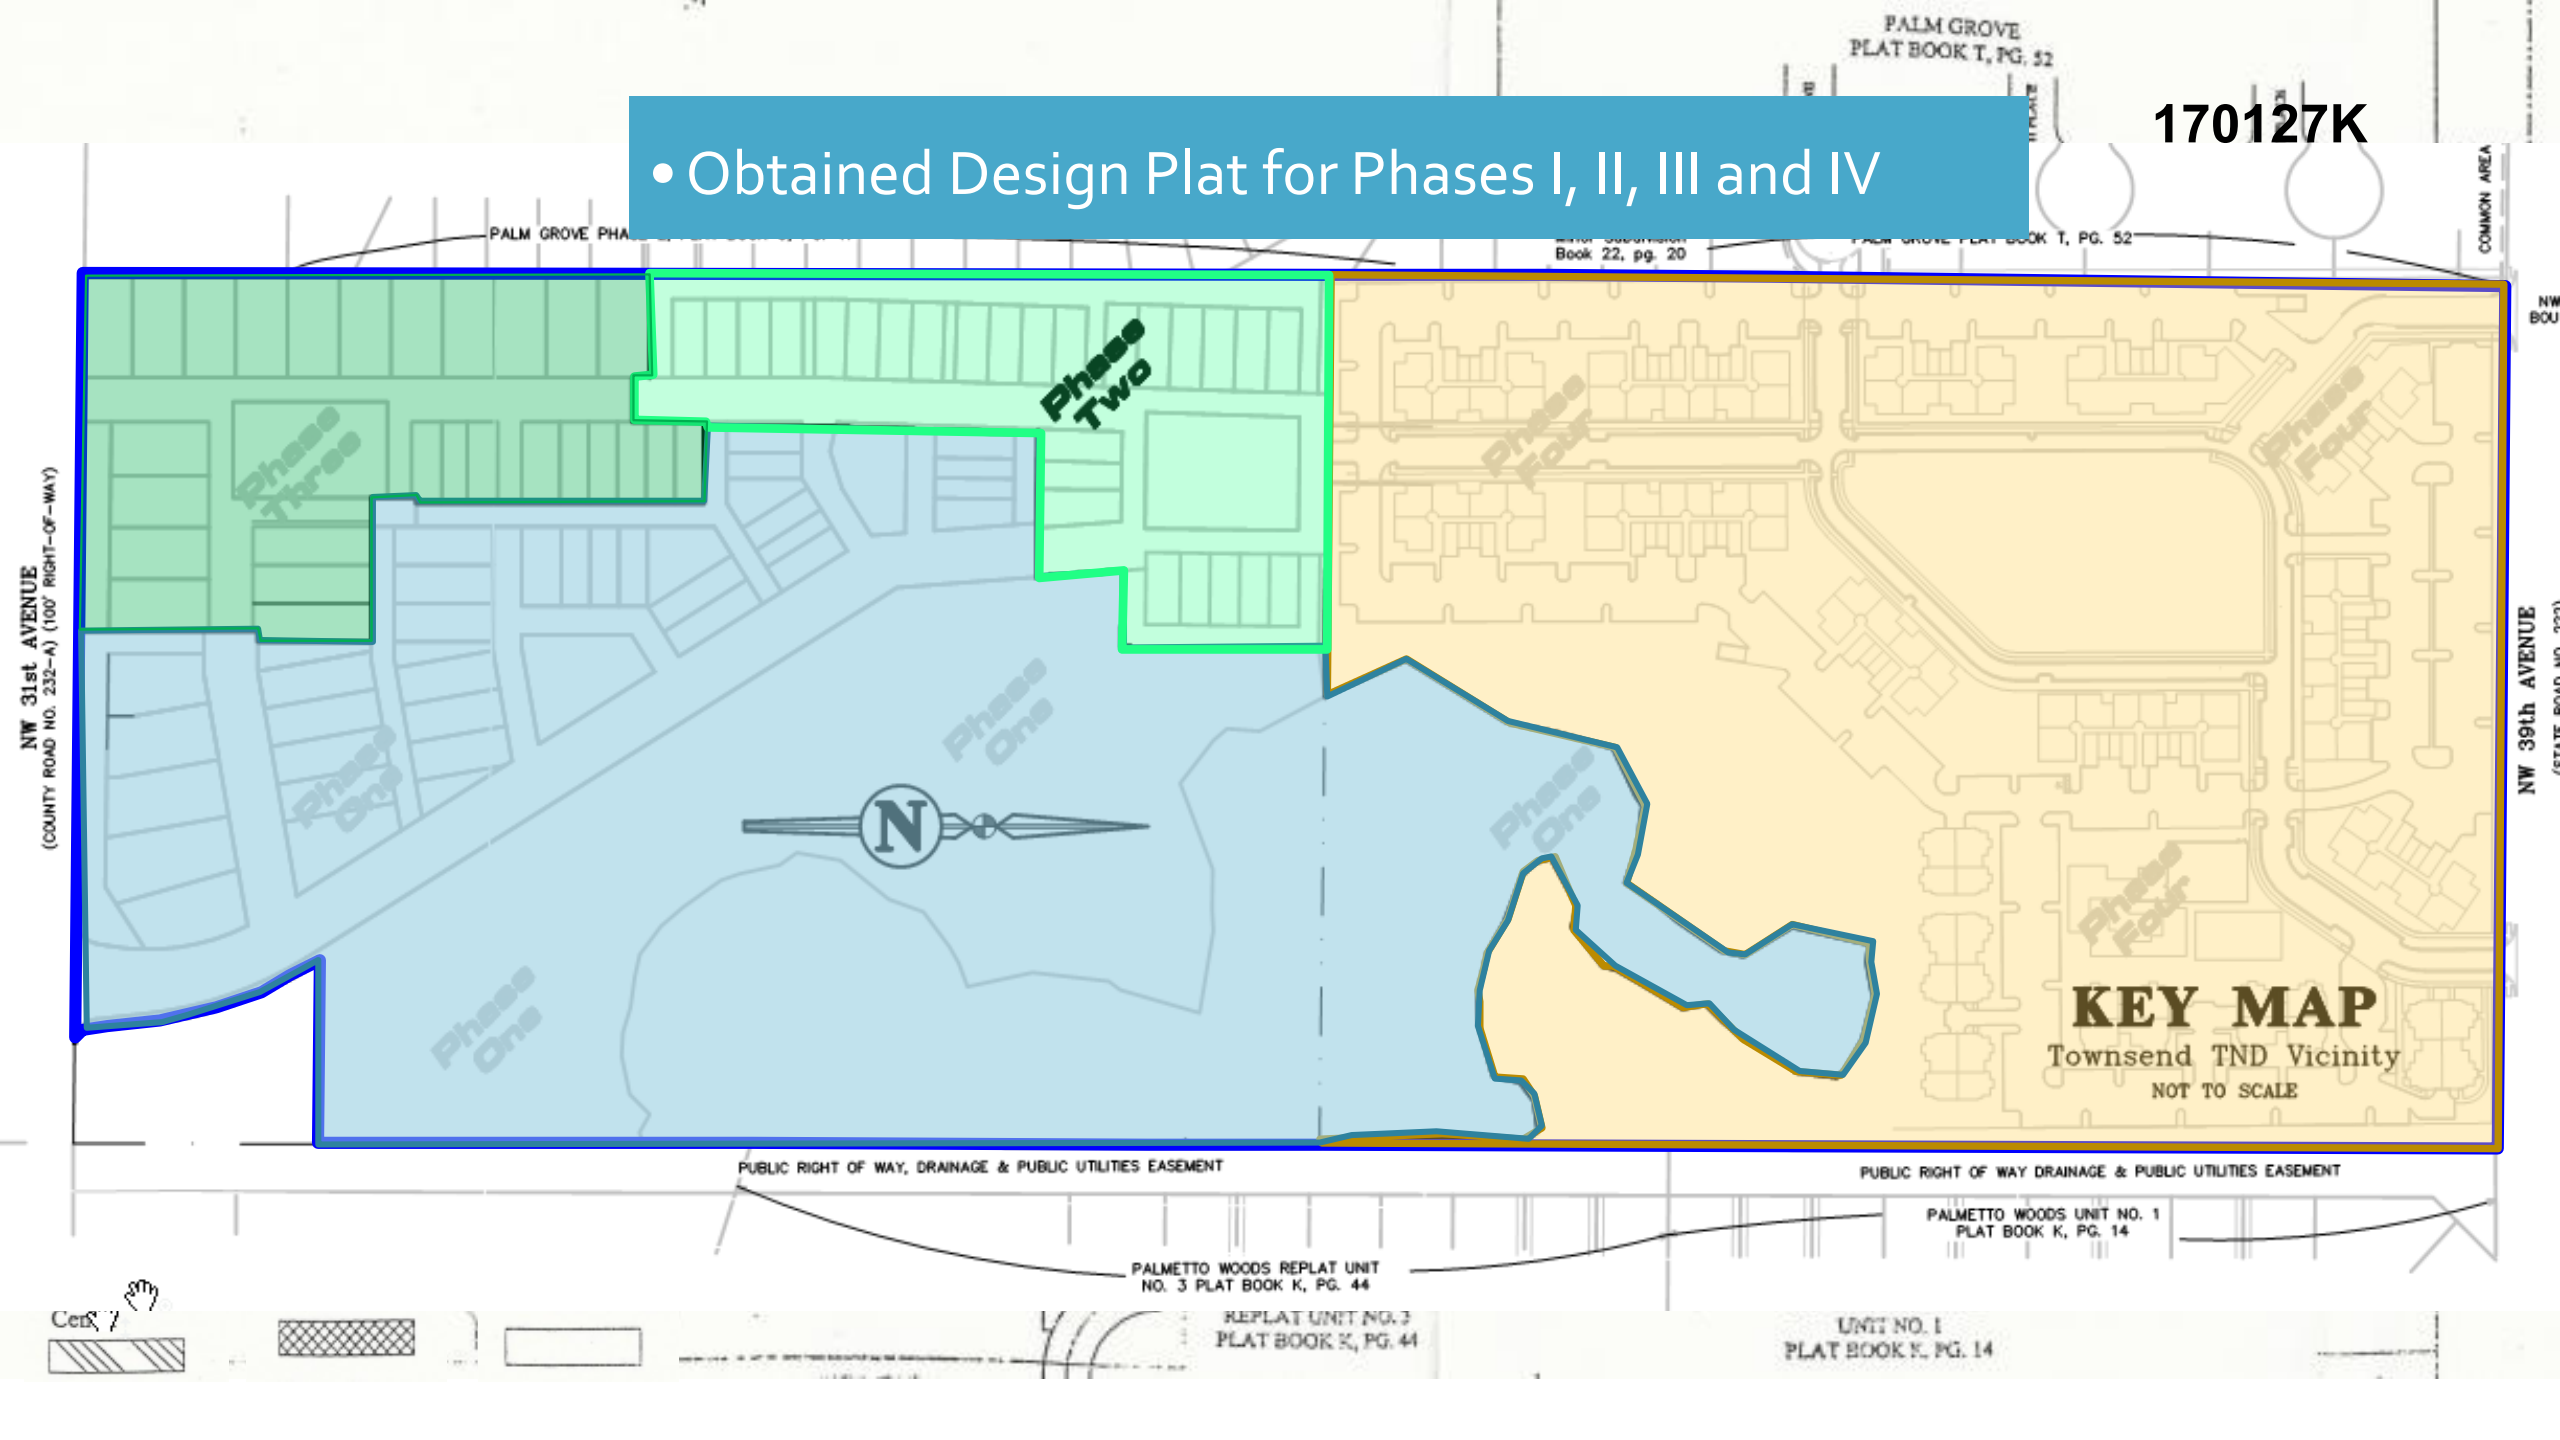 PALM GROVE
PLAT BOOK T, PG. 52
170127K
• Obtained Design Plat for Phases I, II, III and IV
COMMON AREA
PALM GROVE PHA
Book 22, pg. 20
PALM GROVE PLAT BOOK T, PG. 52
NW
BOU
Phase
Two
Phase
Three
Phase
Four
Phase
Four
NW 31st AVENUE
(COUNTY ROAD NO. 232-A) (100' RIGHT-OF-WAY)
NW 39th AVENUE
Phase
One
Phase
One
Phase
One
N
Phase
Four
Phase
One
KEY MAP
Townsend TND Vicinity
NOT TO SCALE
PUBLIC RIGHT OF WAY, DRAINAGE & PUBLIC UTILITIES EASEMENT
PUBLIC RIGHT OF WAY DRAINAGE & PUBLIC UTILITIES EASEMENT
PALMETTO WOODS UNIT NO. 1
PLAT BOOK K, PG. 14
PALMETTO WOODS REPLAT UNIT
NO. 3 PLAT BOOK K, PG. 44
REPLAT UNIT NO. 3
PLAT BOOK K, PG. 44
UNIT NO. 1
PLAT BOOK K, PG. 14